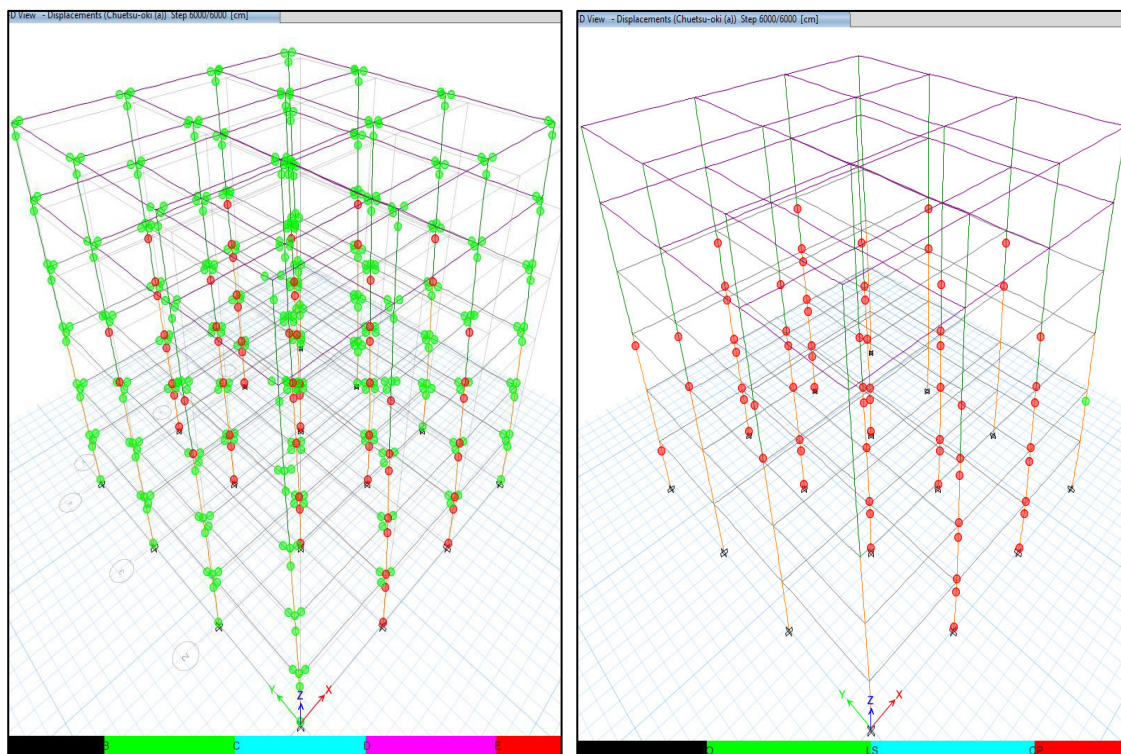 D View - Displacements (Chuetsu-oki (a)) Step 6000/6000 [cm]
Y Z X
B C D E
D View - Displacements (Chuetsu-oki (a)) Step 6000/6000 [cm]
Y Z X
IO LS CP